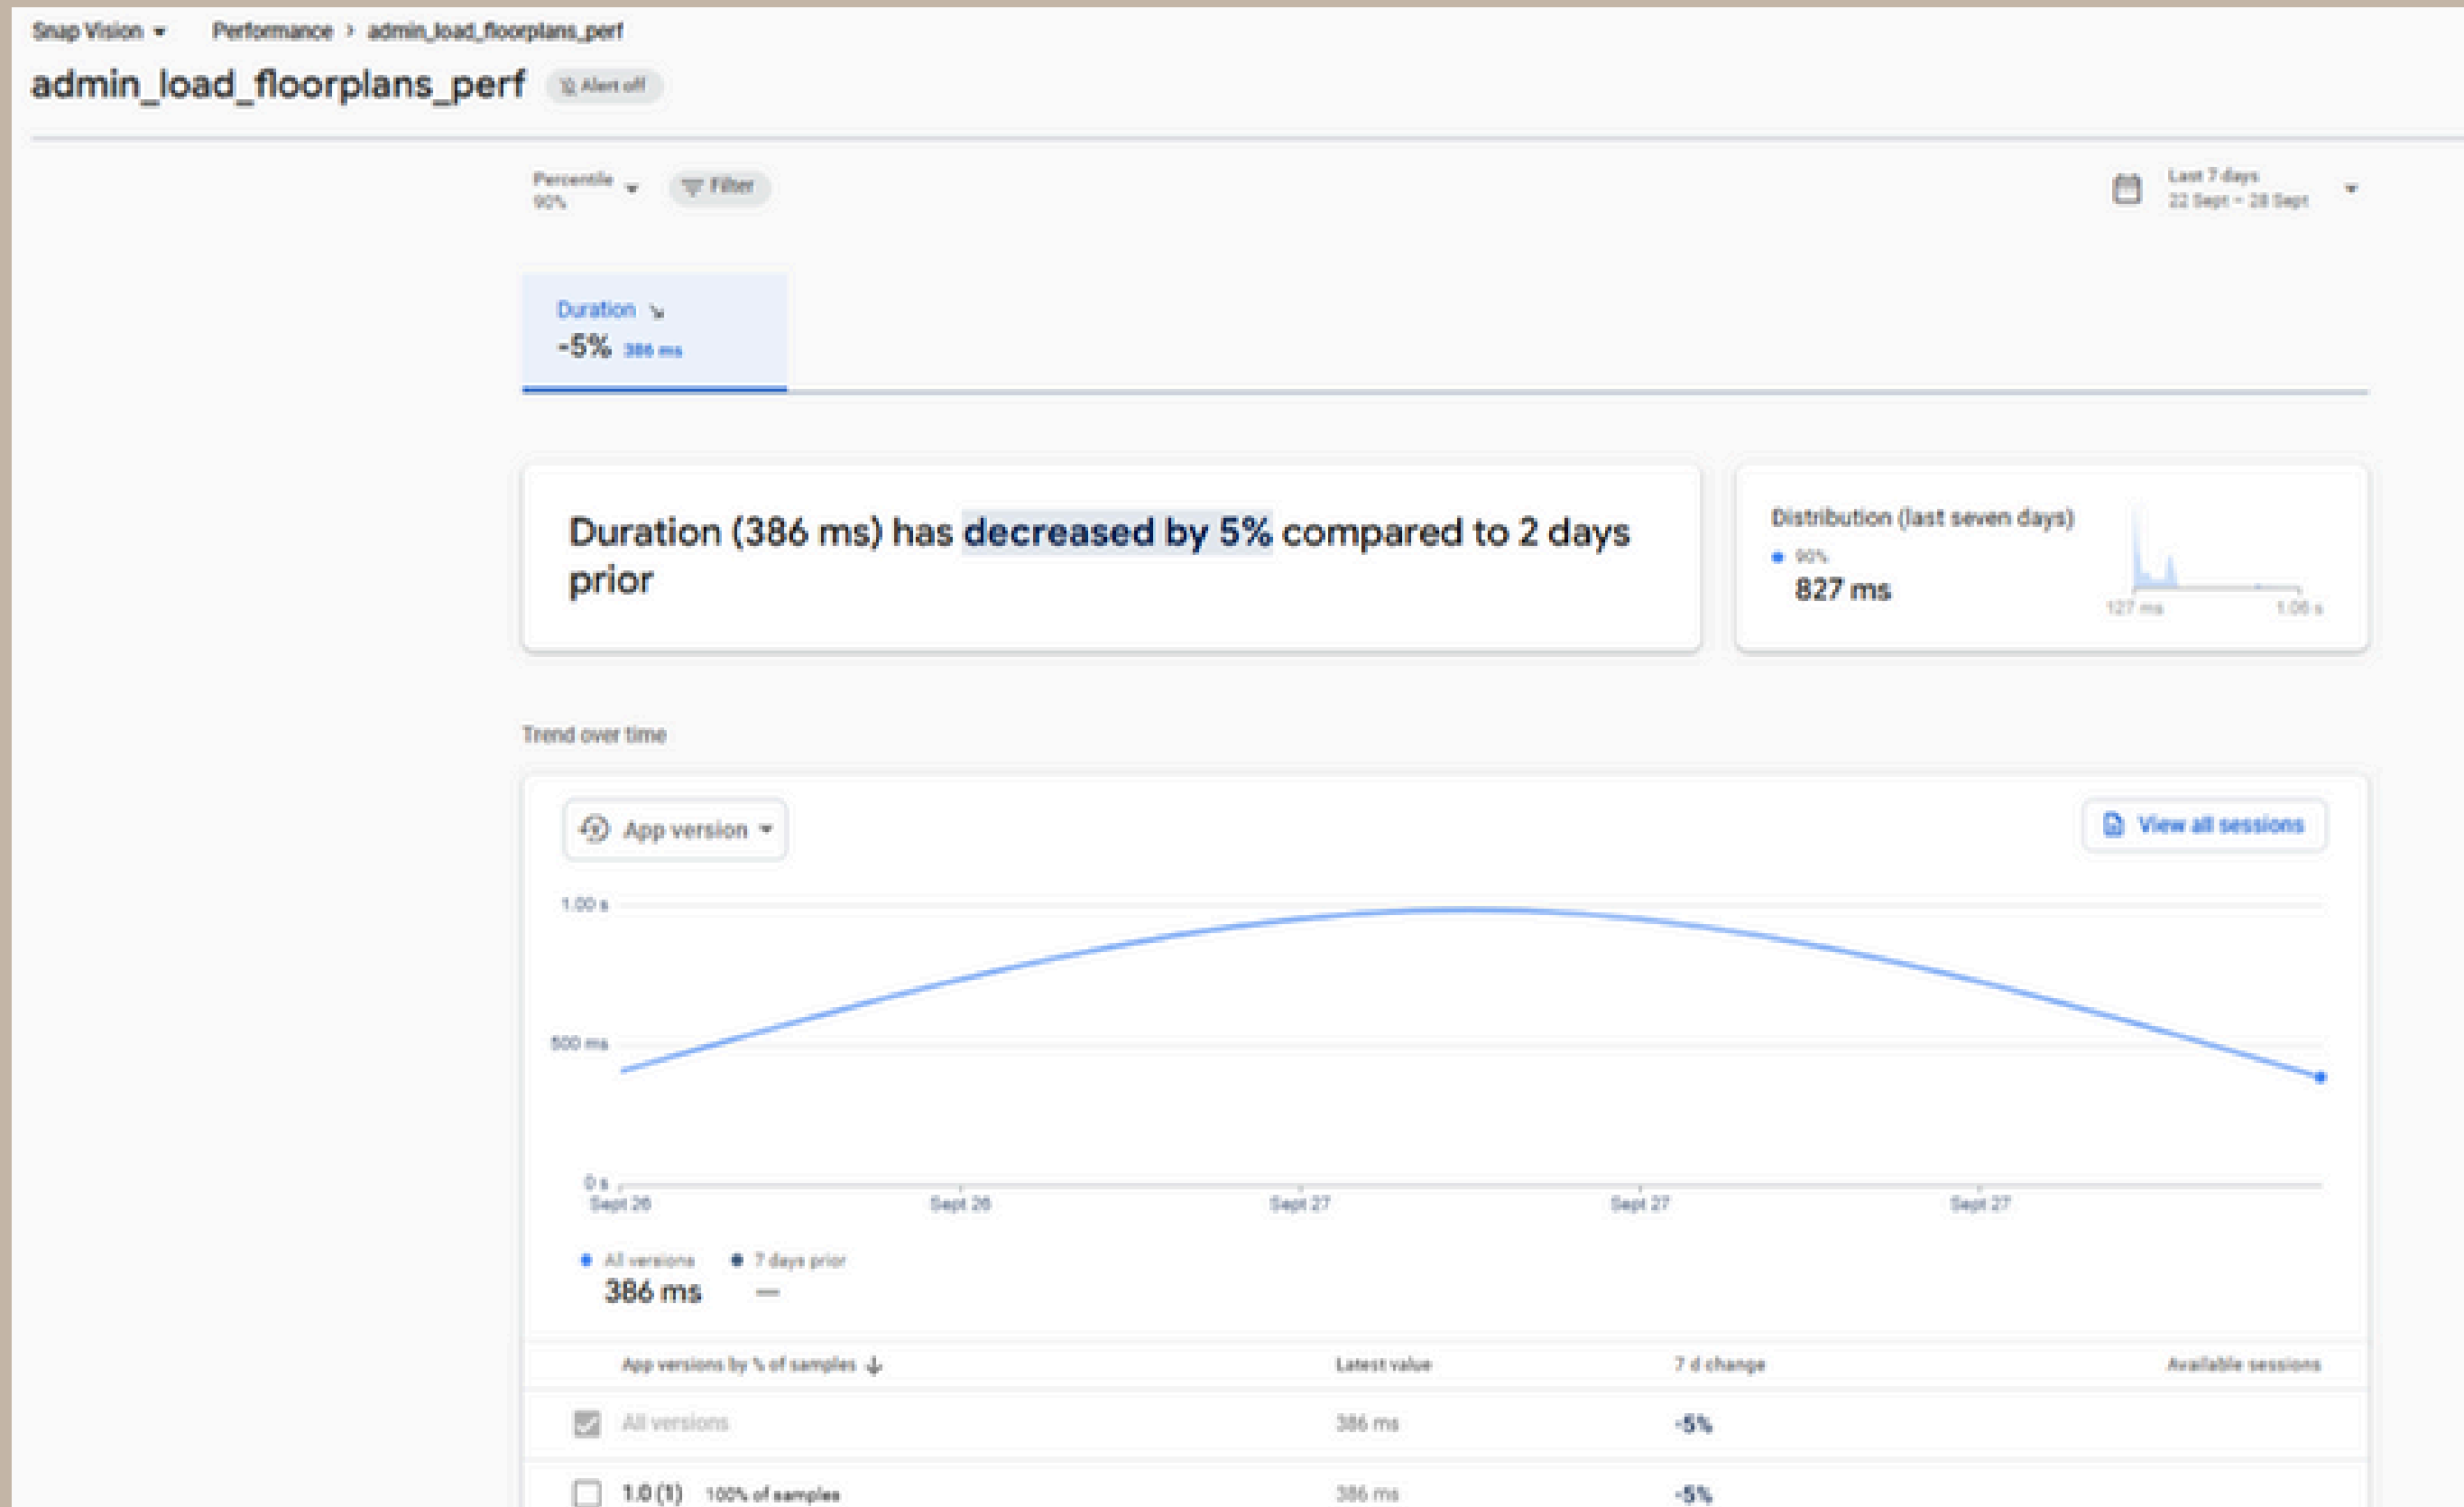 Snap Vision Performance > admin_load_floorplans_perf
admin_load_floorplans_perf Alert off
Percentile
90%
Filter
Last 7 days
22 Sept – 28 Sept
Duration
-5% 386 ms
Duration (386 ms) has decreased by 5% compared to 2 days
prior
Distribution (last seven days)
90%
827 ms
127 ms 1.06 s
Trend over time
App version
View all sessions
1.00 s
500 ms
0 s
Sept 26 Sept 26 Sept 27 Sept 27 Sept 27
All versions 7 days prior
386 ms —
App versions by % of samples Latest value 7 d change Available sessions
All versions 386 ms -5%
1.0 (1) 100% of samples 386 ms -5%